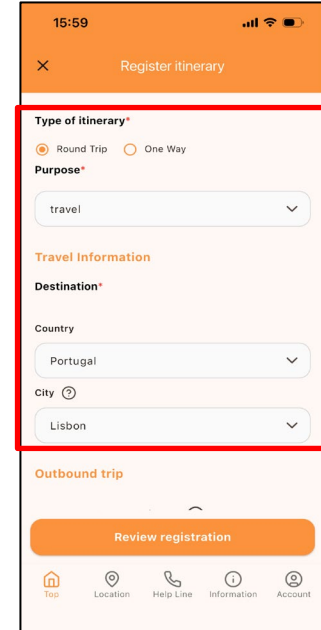 15:59
Register itinerary
Type of itinerary*
Round Trip One Way
Purpose*
travel
Travel Information
Destination*
Country
Portugal
City ?
Lisbon
Outbound trip
Review registration
Top Location Help Line Information Account